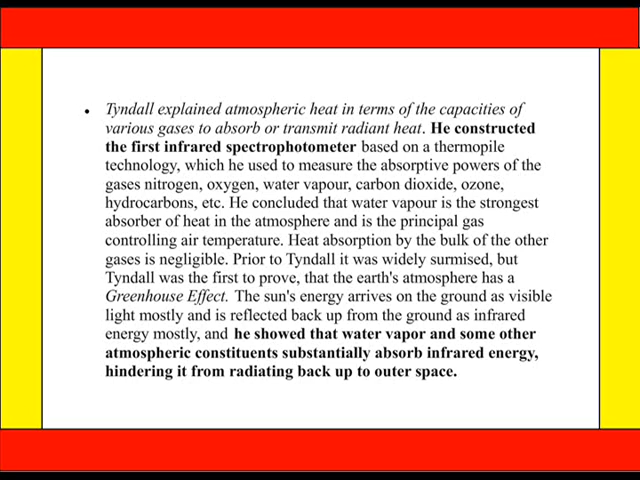 • Tyndall explained atmospheric heat in terms of the capacities of
various gases to absorb or transmit radiant heat. He constructed
the first infrared spectrophotometer based on a thermopile
technology, which he used to measure the absorptive powers of the
gases nitrogen, oxygen, water vapour, carbon dioxide, ozone,
hydrocarbons, etc. He concluded that water vapour is the strongest
absorber of heat in the atmosphere and is the principal gas
controlling air temperature. Heat absorption by the bulk of the other
gases is negligible. Prior to Tyndall it was widely surmised, but
Tyndall was the first to prove, that the earth's atmosphere has a
Greenhouse Effect. The sun's energy arrives on the ground as visible
light mostly and is reflected back up from the ground as infrared
energy mostly, and he showed that water vapor and some other
atmospheric constituents substantially absorb infrared energy,
hindering it from radiating back up to outer space.